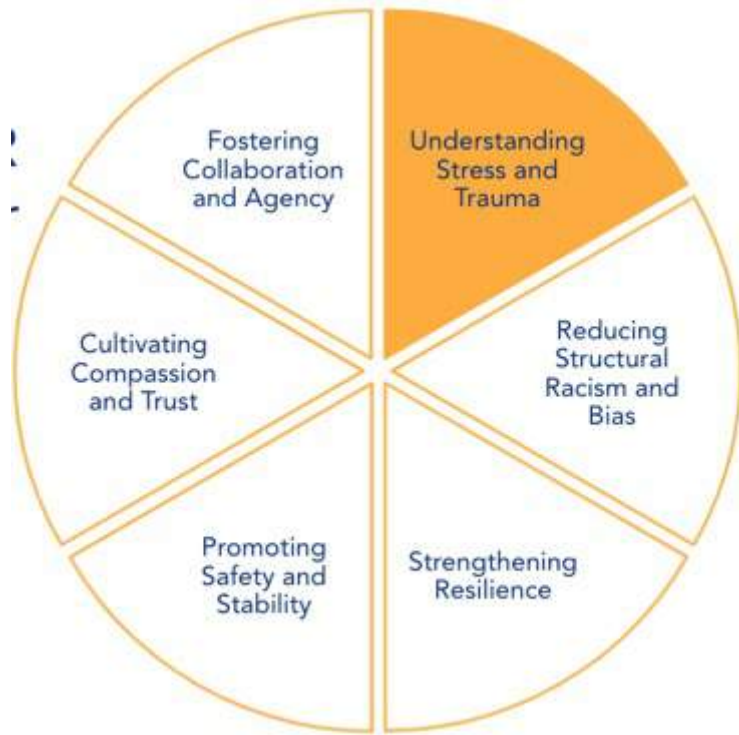 Fostering
Collaboration
and Agency
Understanding
Stress and
Trauma
Reducing
Structural
Racism and
Bias
Strengthening
Resilience
Promoting
Safety and
Stability
Cultivating
Compassion
and Trust